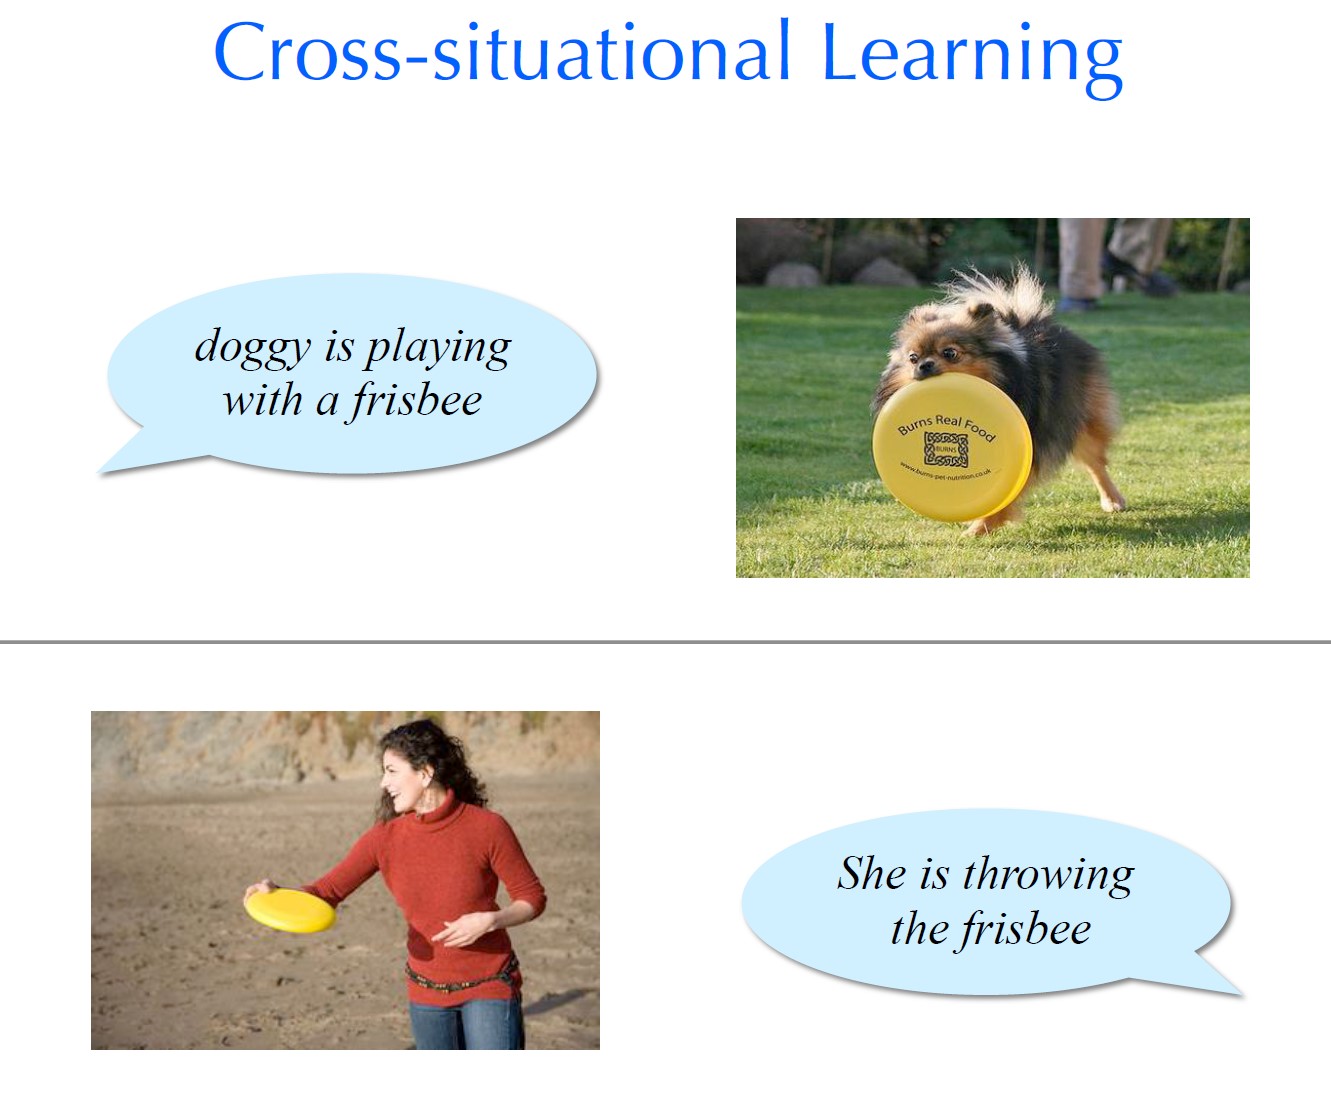 Cross-situational Learning
doggy is playing
with a frisbee
Burns Real Food
BURNS
www.burns-pet-nutrition.co.uk
She is throwing
the frisbee